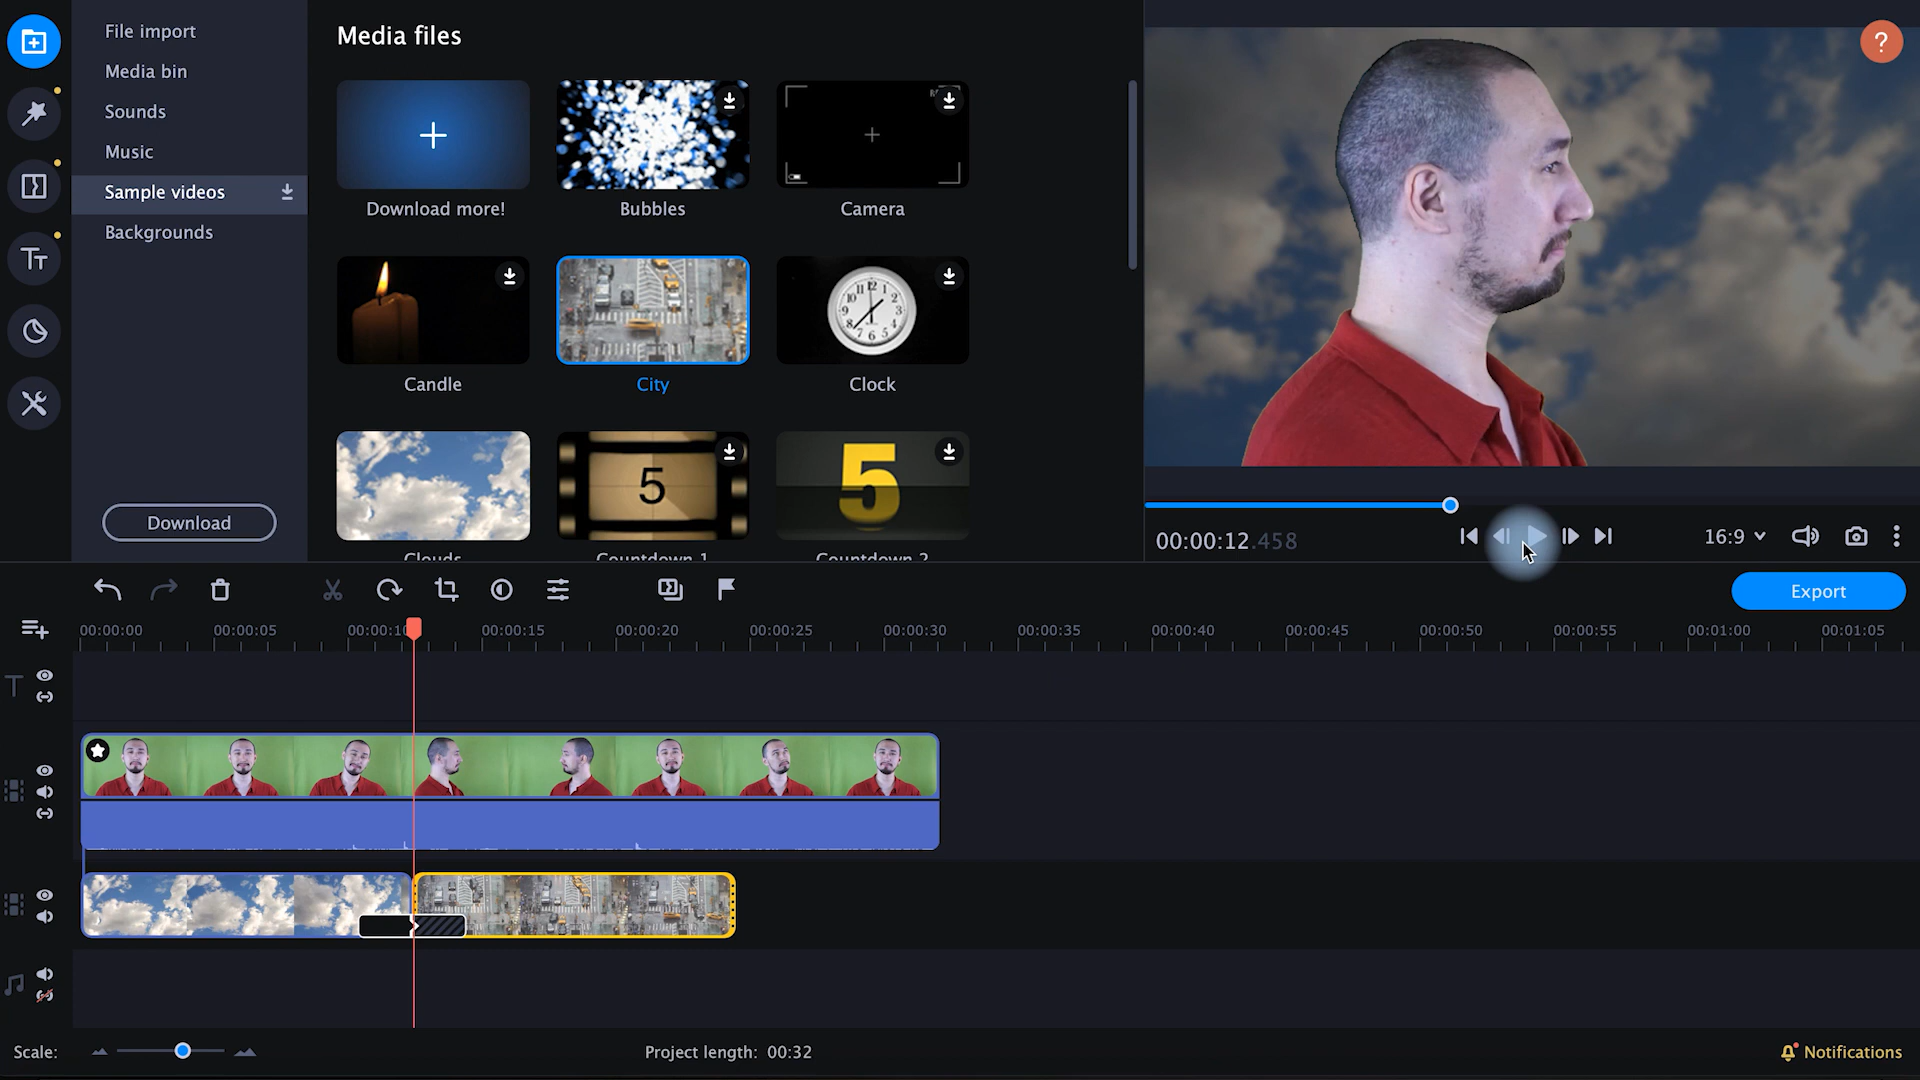 File import
Media bin
Sounds
Music
Sample videos
Backgrounds
Download
Media files
Download more!
Bubbles
Camera
Candle
City
Clock
Clouds
Countdown 1
Countdown 2
5
5
?
00:00:12.458
16:9
Export
00:00:00 00:00:05 00:00:10 00:00:15 00:00:20 00:00:25 00:00:30 00:00:35 00:00:40 00:00:45 00:00:50 00:00:55 00:01:00 00:01:05
Scale:
Project length: 00:32
Notifications